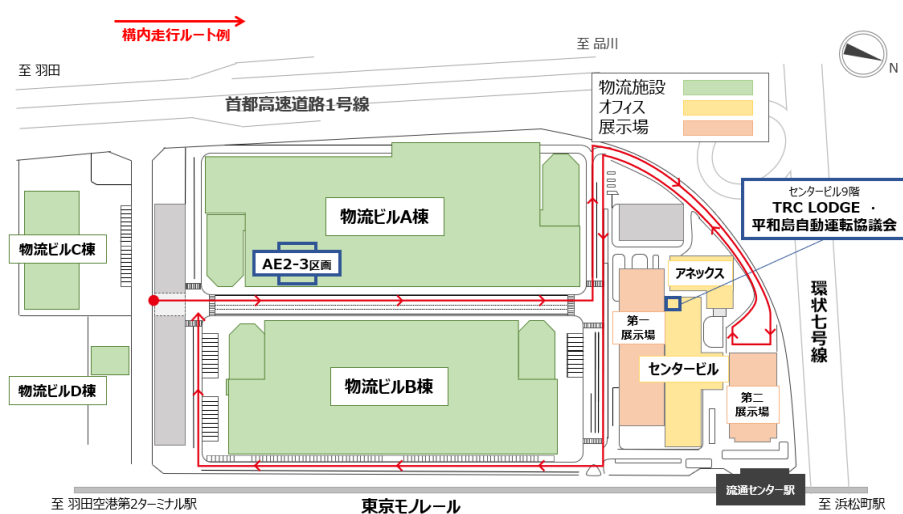 構内走行ルート例
至 品川
至 羽田
N
首都高速道路1号線
物流施設
オフィス
展示場
センタービル9階
TRC LODGE ・
平和島自動運転協議会
物流ビルA棟
物流ビルC棟
AE2-3区画
アネックス
環状七号線
第一
展示場
センタービル
物流ビルB棟
物流ビルD棟
第二
展示場
流通センター駅
至 羽田空港第2ターミナル駅
東京モノレール
至 浜松町駅